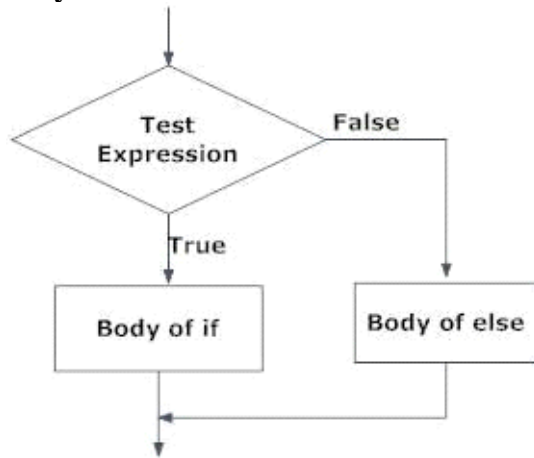 Test
Expression
False
True
Body of if
Body of else